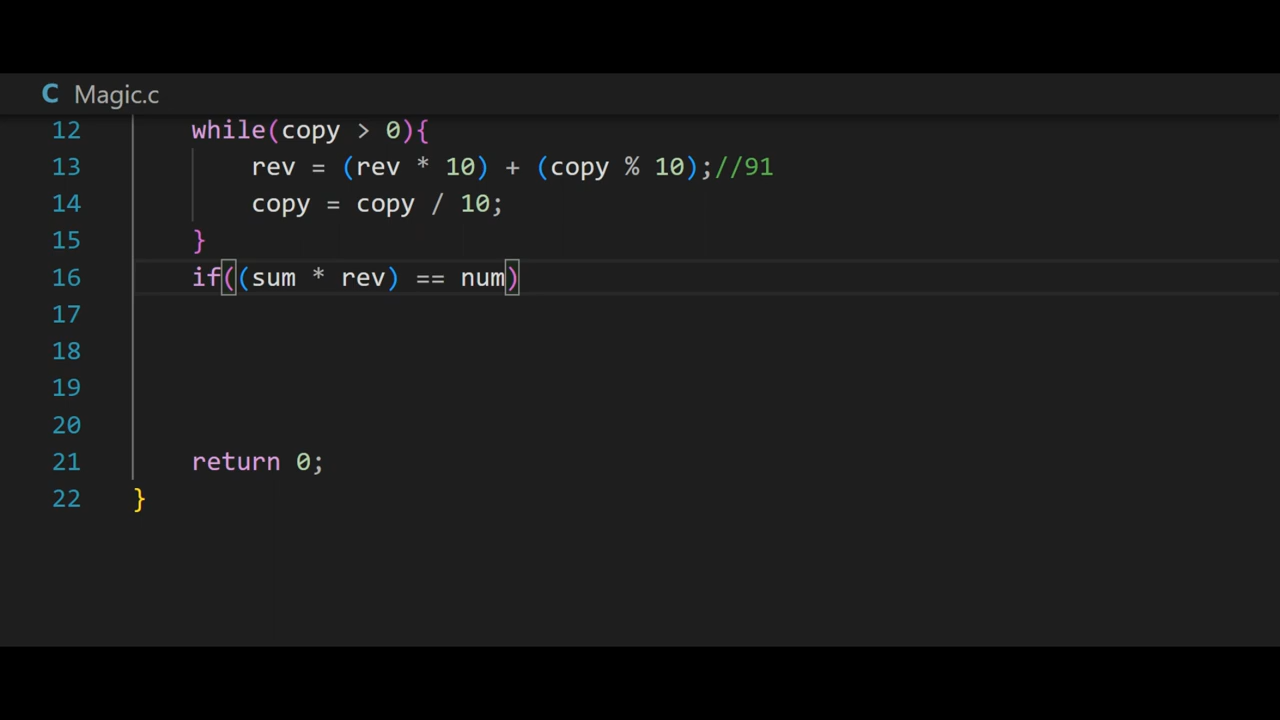 C Magic.c
12 while(copy > 0){
13 rev = (rev * 10) + (copy % 10);//91
14 copy = copy / 10;
15 }
16 if((sum * rev) == num)
17
18
19
20
21 return 0;
22 }